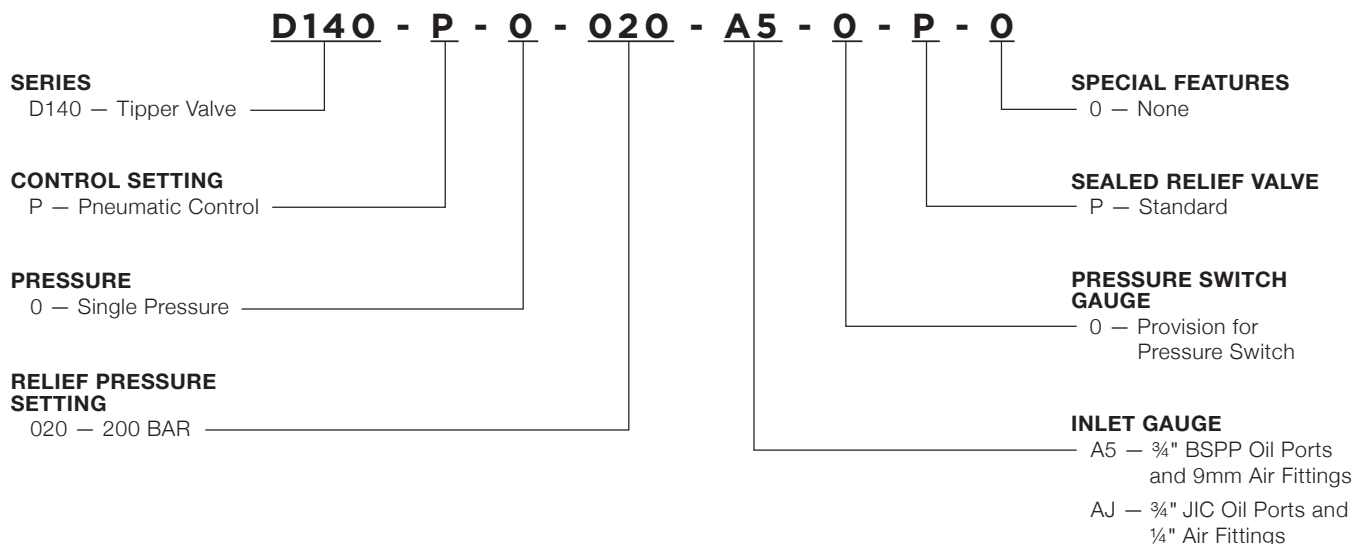 D140 - P - 0 - 020 - A5 - 0 - P - 0
SERIES
D140 — Tipper Valve
CONTROL SETTING
P — Pneumatic Control
PRESSURE
0 — Single Pressure
RELIEF PRESSURE
SETTING
020 — 200 BAR
SPECIAL FEATURES
0 — None
SEALED RELIEF VALVE
P — Standard
PRESSURE SWITCH
GAUGE
0 — Provision for
Pressure Switch
INLET GAUGE
A5 — ¾" BSPP Oil Ports
and 9mm Air Fittings
AJ — ¾" JIC Oil Ports and
¼" Air Fittings